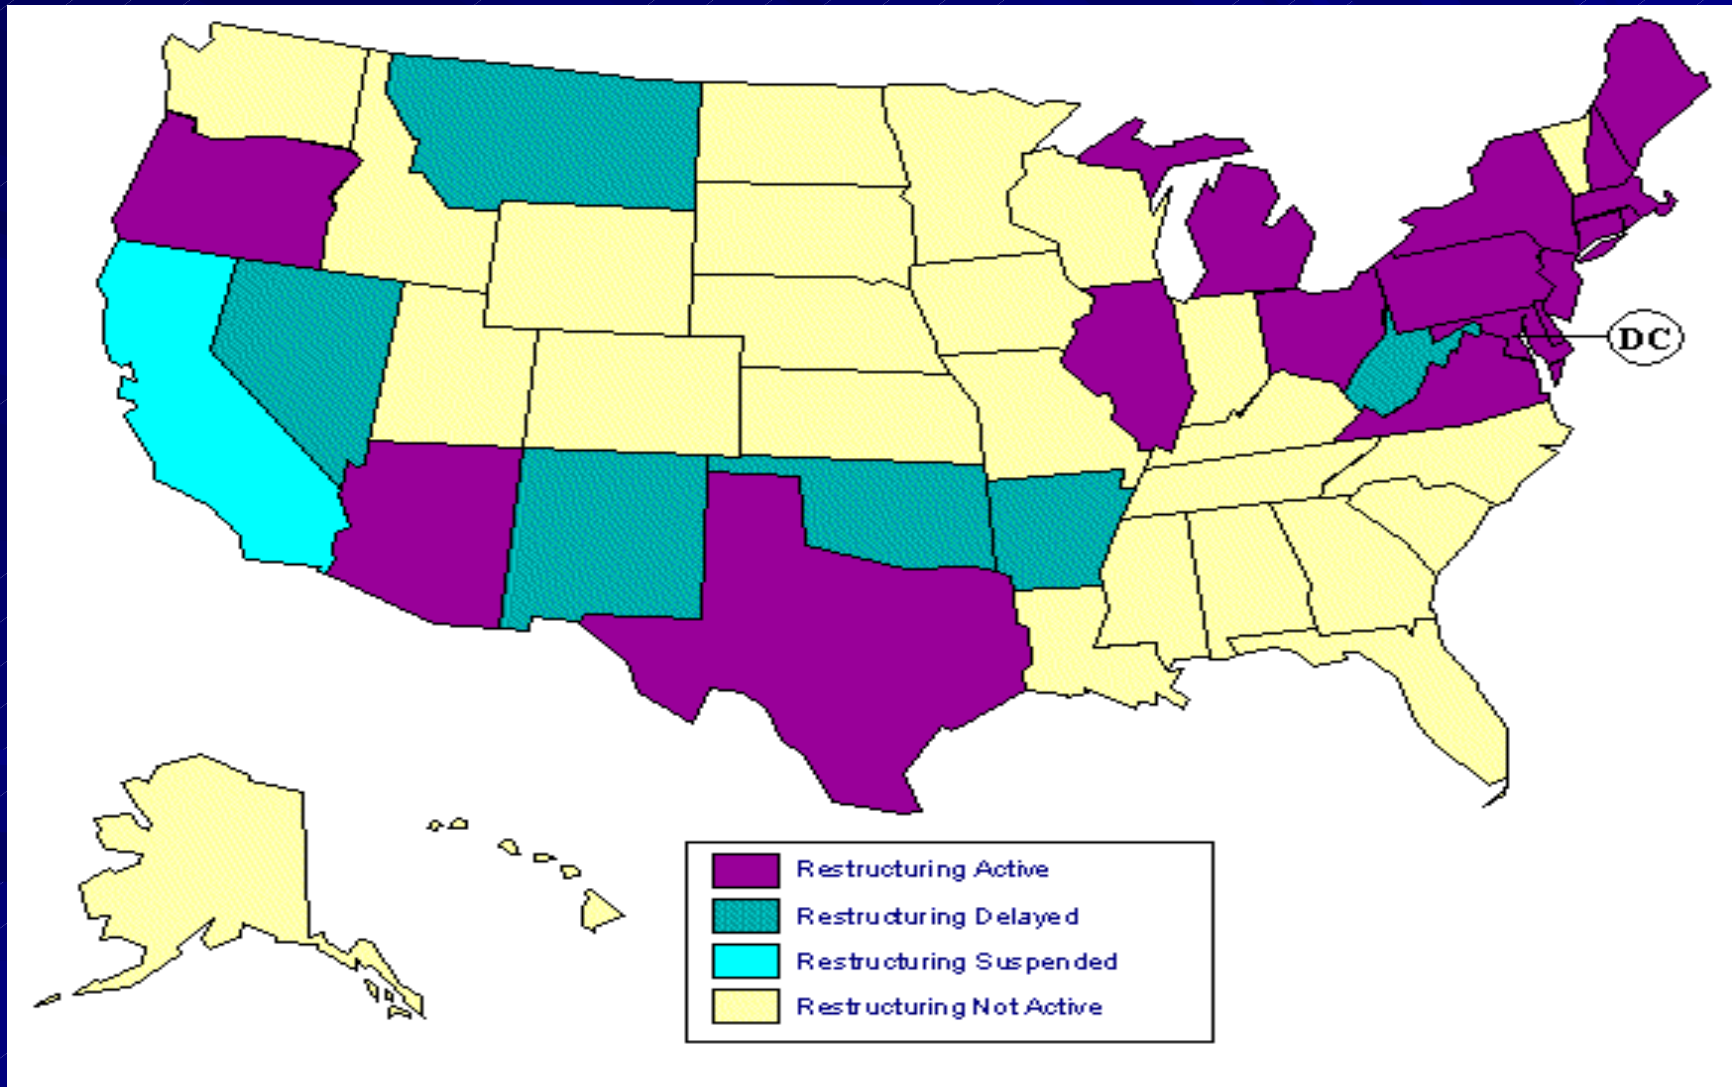 DC
Restructuring Active
Restructuring Delayed
Restructuring Suspended
Restructuring Not Active